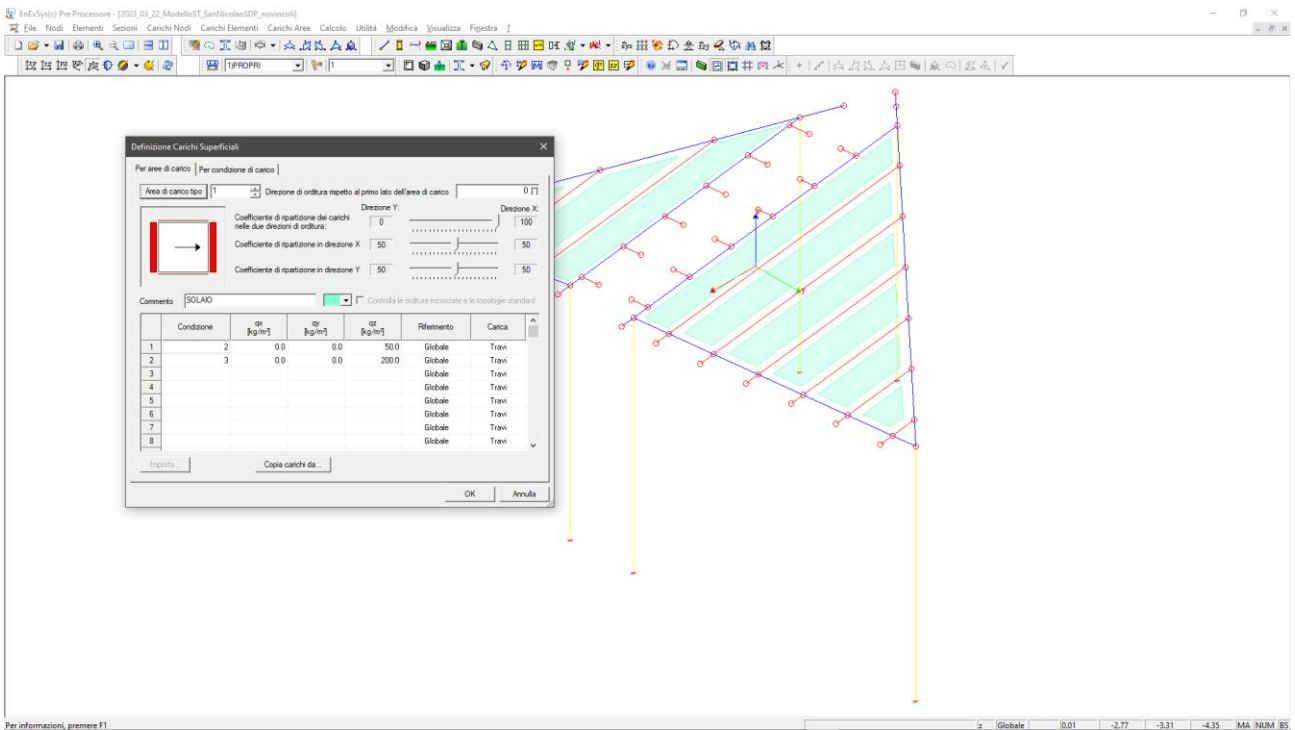 EnExSys(c) Pre Processore - [2023_03_22_ModelloST_SanNicolaoSDP_novincoli]
File Nodi Elementi Sezioni Carichi Nodi Carichi Elementi Carichi Aree Calcolo Utilità Modifica Visualizza Finestra ?
1)PROPRI 1
Definizione Carichi Superficiali
Per aree di carico Per condizione di carico
Area di carico tipo 1 Direzione di orditura rispetto al primo lato dell'area di carico 0 [°]
Direzione Y: Direzione X:
Coefficiente di ripartizione dei carichi
nelle due direzioni di orditura: 0 100
Coefficiente di ripartizione in direzione X 50 50
Coefficiente di ripartizione in direzione Y 50 50
Commento SOLAIO Controlla le orditure incrociate e le topologie standard
Condizione qx [kg/m²] qy [kg/m²] qz [kg/m²] Riferimento Carica
1 2 0.0 0.0 50.0 Globale Travi
2 3 0.0 0.0 200.0 Globale Travi
3 Globale Travi
4 Globale Travi
5 Globale Travi
6 Globale Travi
7 Globale Travi
8 Globale Travi
Importa... Copia carichi da...
OK Annulla
y
Per informazioni, premere F1
z Globale 0.01 -2.77 -3.31 -4.35 MA NUM BS